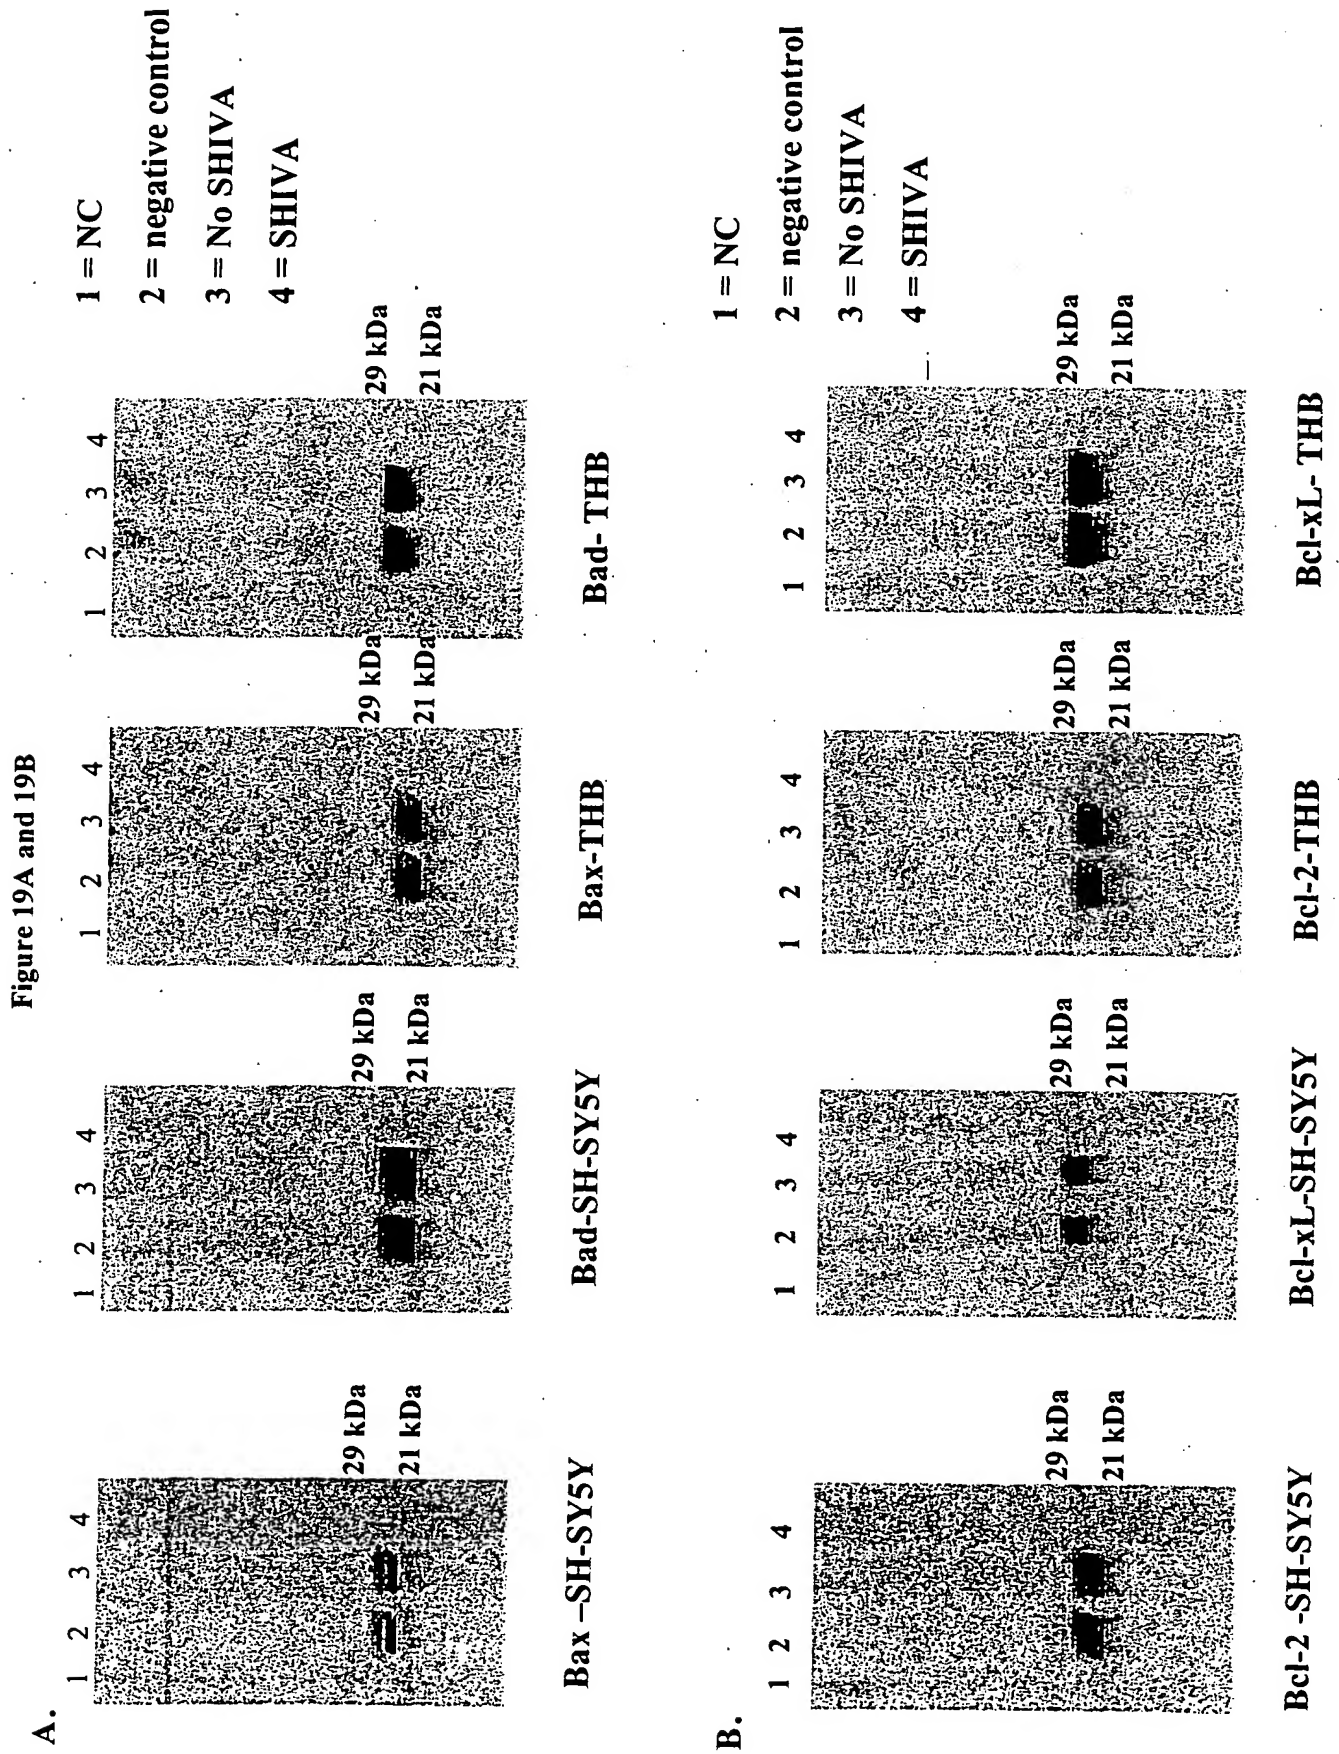 Figure 19A and 19B
A.
1 2 3 4
29 kDa
21 kDa
Bax –SH-SY5Y
1 2 3 4
29 kDa
21 kDa
Bad-SH-SY5Y
1 2 3 4
29 kDa
21 kDa
Bax-THB
1 2 3 4
29 kDa
21 kDa
Bad- THB
1 = NC
2 = negative control
3 = No SHIVA
4 = SHIVA
B.
1 2 3 4
29 kDa
21 kDa
Bcl-2 -SH-SY5Y
1 2 3 4
29 kDa
21 kDa
Bcl-xL-SH-SY5Y
1 2 3 4
29 kDa
21 kDa
Bcl-2-THB
1 2 3 4
29 kDa
21 kDa
Bcl-xL- THB
1 = NC
2 = negative control
3 = No SHIVA
4 = SHIVA